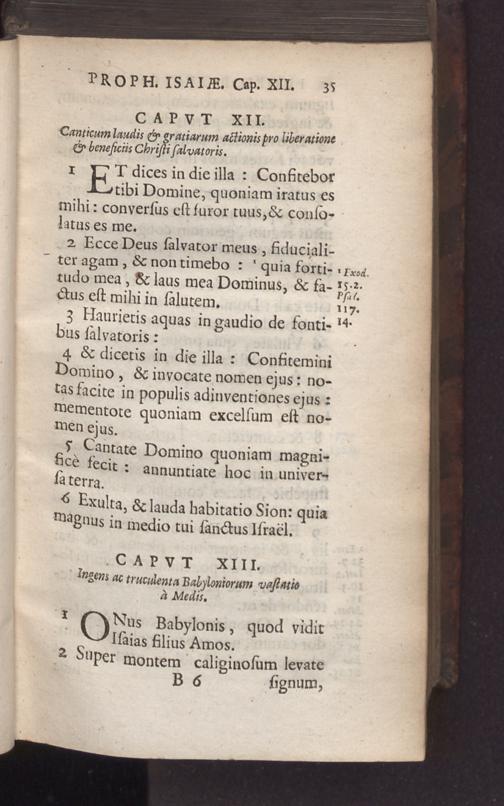 PROPH. ISAIÆ. Cap. XII. 35
CAPVT XII.
Canticum laudis & gratiarum actionis pro liberatione
& beneficiis Chriſti ſalvatoris.
1 ET dices in die illa : Confitebor
tibi Domine, quoniam iratus es
mihi : converſus eſt furor tuus, & conſo-
latus es me.
2 Ecce Deus ſalvator meus , fiduciali-
ter agam , & non timebo : ' quia forti-
tudo mea , & laus mea Dominus, & fa-
ctus eſt mihi in ſalutem.
' Exod.
15.2.
Pſal.
117.
14.
3 Haurietis aquas in gaudio de fonti-
bus ſalvatoris :
4 & dicetis in die illa : Confitemini
Domino , & invocate nomen ejus : no-
tas facite in populis adinventiones ejus :
mementote quoniam excelſum eſt no-
men ejus.
5 Cantate Domino quoniam magni-
ficè fecit : annuntiate hoc in univer-
ſa terra.
6 Exulta, & lauda habitatio Sion: quia
magnus in medio tui ſanctus Iſraël.
CAPVT XIII.
Ingens ac truculenta Babyloniorum vaſtatio
à Medis.
1 ONus Babylonis , quod vidit
Iſaias filius Amos.
2 Super montem caliginoſum levate
B 6 ſignum,